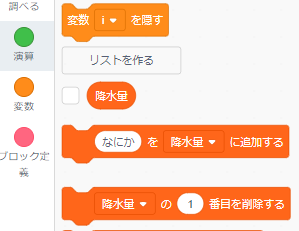 調べる
演算
変数
ブロック定
義
変数 i を隠す
リストを作る
降水量
なにか を 降水量 に追加する
降水量 の 1 番目を削除する